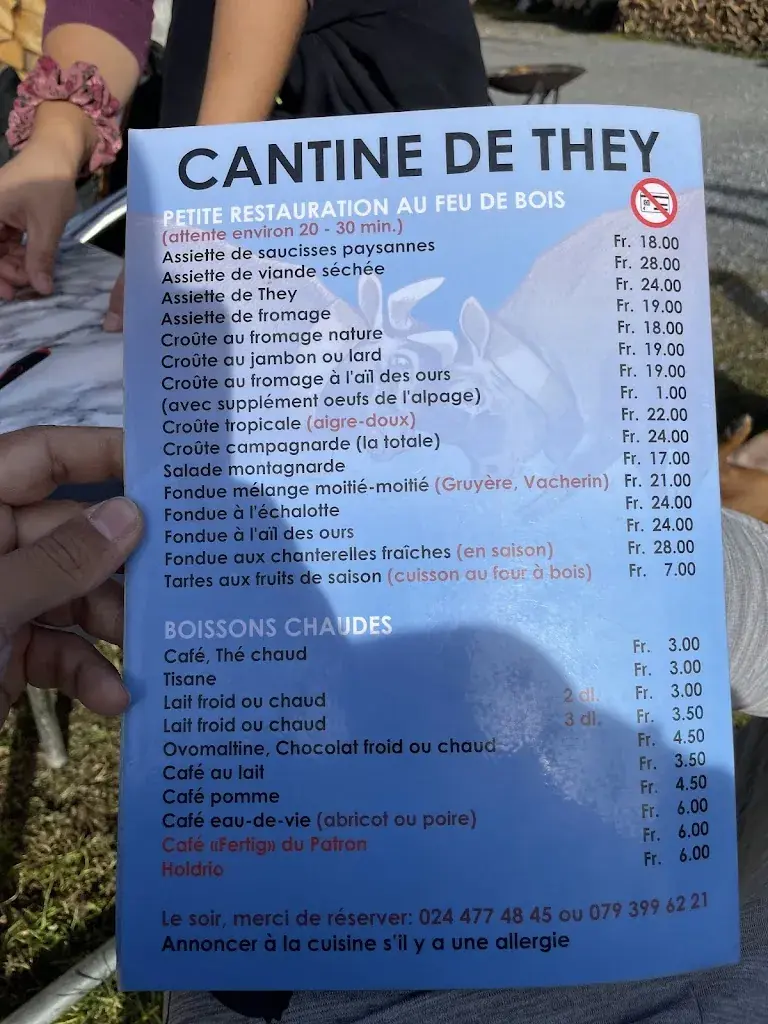 CANTINE DE THEY
PETITE RESTAURATION AU FEU DE BOIS
(attente environ 20 - 30 min.)
Assiette de saucisses paysannes Fr. 18.00
Assiette de viande séchée Fr. 28.00
Assiette de They Fr. 24.00
Assiette de fromage Fr. 19.00
Croûte au fromage nature Fr. 18.00
Croûte au jambon ou lard Fr. 19.00
Croûte au fromage à l'aïl des ours Fr. 19.00
(avec supplément oeufs de l'alpage) Fr. 1.00
Croûte tropicale (aigre-doux) Fr. 22.00
Croûte campagnarde (la totale) Fr. 24.00
Salade montagnarde Fr. 17.00
Fondue mélange moitié-moitié (Gruyère, Vacherin) Fr. 21.00
Fondue à l'échalotte Fr. 24.00
Fondue à l'aïl des ours Fr. 24.00
Fondue aux chanterelles fraîches (en saison) Fr. 28.00
Tartes aux fruits de saison (cuisson au four à bois) Fr. 7.00
BOISSONS CHAUDES
Café, Thé chaud Fr. 3.00
Tisane Fr. 3.00
Lait froid ou chaud 2 dl. Fr. 3.00
Lait froid ou chaud 3 dl. Fr. 3.50
Ovomaltine, Chocolat froid ou chaud Fr. 4.50
Café au lait Fr. 3.50
Café pomme Fr. 4.50
Café eau-de-vie (abricot ou poire) Fr. 6.00
Café «Fertig» du Patron Fr. 6.00
Holdrio Fr. 6.00
Le soir, merci de réserver: 024 477 48 45 ou 079 399 62 21
Annoncer à la cuisine s'il y a une allergie